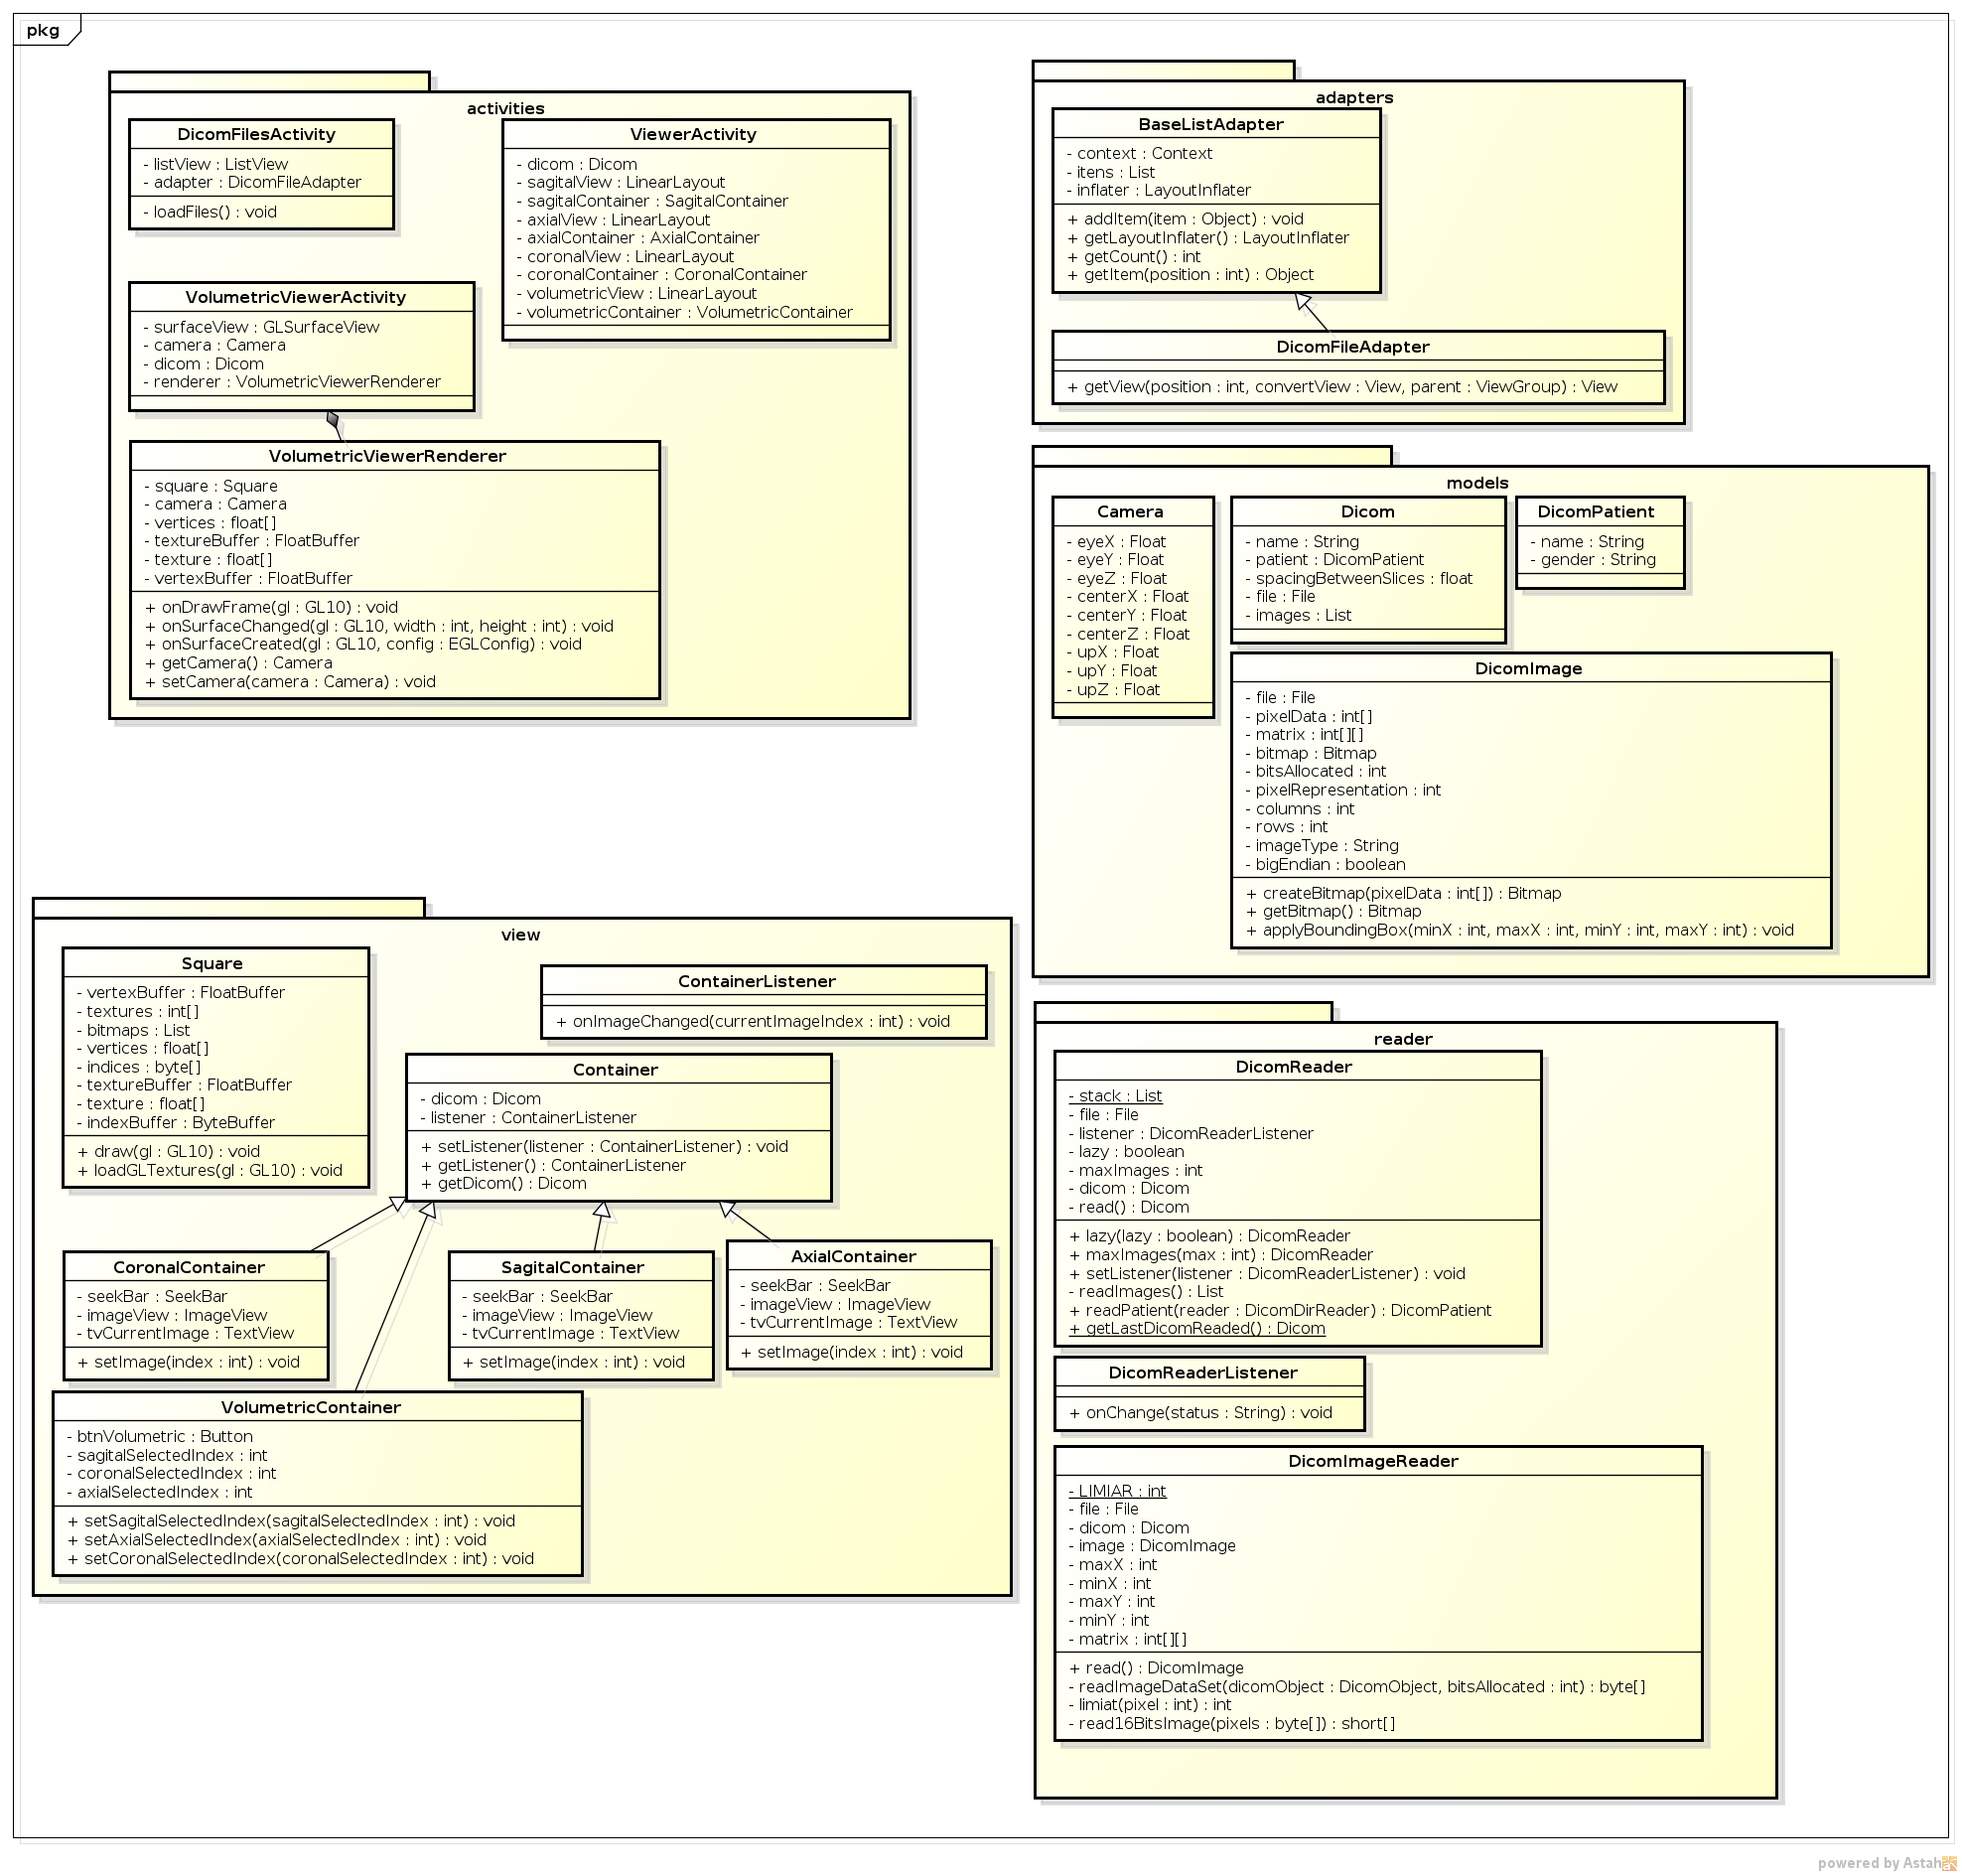 pkg
activities
DicomFilesActivity
- listView : ListView
- adapter : DicomFileAdapter
- loadFiles() : void
ViewerActivity
- dicom : Dicom
- sagitalView : LinearLayout
- sagitalContainer : SagitalContainer
- axialView : LinearLayout
- axialContainer : AxialContainer
- coronalView : LinearLayout
- coronalContainer : CoronalContainer
- volumetricView : LinearLayout
- volumetricContainer : VolumetricContainer
VolumetricViewerActivity
- surfaceView : GLSurfaceView
- camera : Camera
- dicom : Dicom
- renderer : VolumetricViewerRenderer
VolumetricViewerRenderer
- square : Square
- camera : Camera
- vertices : float[]
- textureBuffer : FloatBuffer
- texture : float[]
- vertexBuffer : FloatBuffer
+ onDrawFrame(gl : GL10) : void
+ onSurfaceChanged(gl : GL10, width : int, height : int) : void
+ onSurfaceCreated(gl : GL10, config : EGLConfig) : void
+ getCamera() : Camera
+ setCamera(camera : Camera) : void
adapters
BaseListAdapter
- context : Context
- itens : List
- inflater : LayoutInflater
+ addItem(item : Object) : void
+ getLayoutInflater() : LayoutInflater
+ getCount() : int
+ getItem(position : int) : Object
DicomFileAdapter
+ getView(position : int, convertView : View, parent : ViewGroup) : View
models
Camera
- eyeX : Float
- eyeY : Float
- eyeZ : Float
- centerX : Float
- centerY : Float
- centerZ : Float
- upX : Float
- upY : Float
- upZ : Float
Dicom
- name : String
- patient : DicomPatient
- spacingBetweenSlices : float
- file : File
- images : List
DicomPatient
- name : String
- gender : String
DicomImage
- file : File
- pixelData : int[]
- matrix : int[][]
- bitmap : Bitmap
- bitsAllocated : int
- pixelRepresentation : int
- columns : int
- rows : int
- imageType : String
- bigEndian : boolean
+ createBitmap(pixelData : int[]) : Bitmap
+ getBitmap() : Bitmap
+ applyBoundingBox(minX : int, maxX : int, minY : int, maxY : int) : void
view
Square
- vertexBuffer : FloatBuffer
- textures : int[]
- bitmaps : List
- vertices : float[]
- indices : byte[]
- textureBuffer : FloatBuffer
- texture : float[]
- indexBuffer : ByteBuffer
+ draw(gl : GL10) : void
+ loadGLTextures(gl : GL10) : void
ContainerListener
+ onImageChanged(currentImageIndex : int) : void
Container
- dicom : Dicom
- listener : ContainerListener
+ setListener(listener : ContainerListener) : void
+ getListener() : ContainerListener
+ getDicom() : Dicom
CoronalContainer
- seekBar : SeekBar
- imageView : ImageView
- tvCurrentImage : TextView
+ setImage(index : int) : void
SagitalContainer
- seekBar : SeekBar
- imageView : ImageView
- tvCurrentImage : TextView
+ setImage(index : int) : void
AxialContainer
- seekBar : SeekBar
- imageView : ImageView
- tvCurrentImage : TextView
+ setImage(index : int) : void
VolumetricContainer
- btnVolumetric : Button
- sagitalSelectedIndex : int
- coronalSelectedIndex : int
- axialSelectedIndex : int
+ setSagitalSelectedIndex(sagitalSelectedIndex : int) : void
+ setAxialSelectedIndex(axialSelectedIndex : int) : void
+ setCoronalSelectedIndex(coronalSelectedIndex : int) : void
reader
DicomReader
- stack : List
- file : File
- listener : DicomReaderListener
- lazy : boolean
- maxImages : int
- dicom : Dicom
- read() : Dicom
+ lazy(lazy : boolean) : DicomReader
+ maxImages(max : int) : DicomReader
+ setListener(listener : DicomReaderListener) : void
- readImages() : List
+ readPatient(reader : DicomDirReader) : DicomPatient
+ getLastDicomReaded() : Dicom
DicomReaderListener
+ onChange(status : String) : void
DicomImageReader
- LIMIAR : int
- file : File
- dicom : Dicom
- image : DicomImage
- maxX : int
- minX : int
- maxY : int
- minY : int
- matrix : int[][]
+ read() : DicomImage
- readImageDataSet(dicomObject : DicomObject, bitsAllocated : int) : byte[]
- limiat(pixel : int) : int
- read16BitsImage(pixels : byte[]) : short[]
powered by Astah